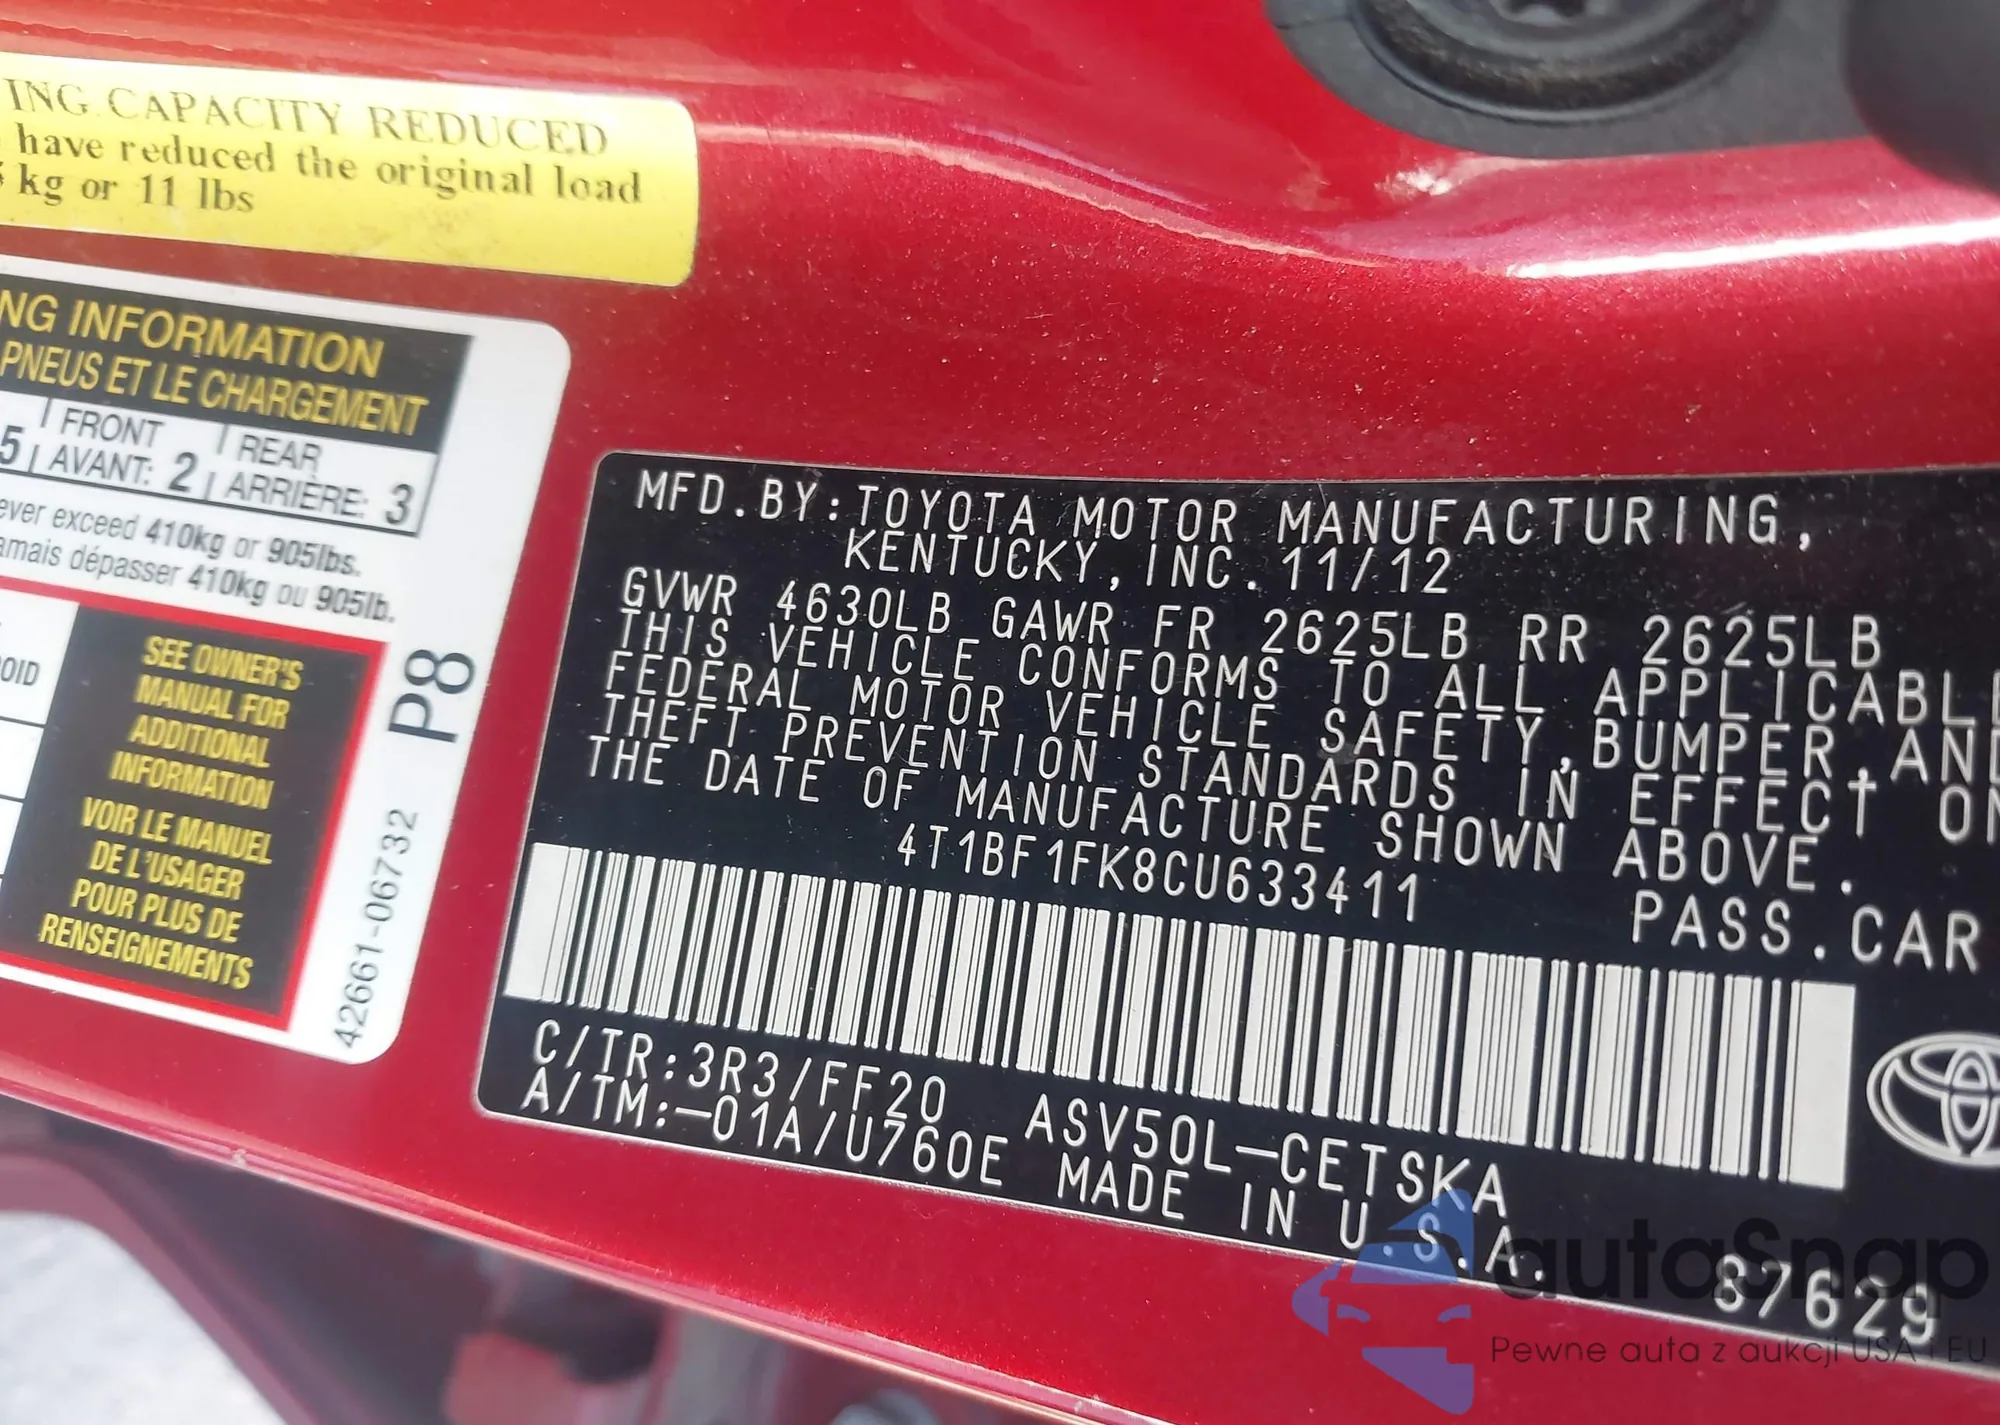 ING CAPACITY REDUCED
have reduced the original load
kg or 11 lbs
NG INFORMATION
PNEUS ET LE CHARGEMENT
5 | FRONT | REAR
AVANT: 2 | ARRIÈRE: 3
ever exceed 410kg or 905lbs.
amais dépasser 410kg ou 905lb.
OID
SEE OWNER'S
MANUAL FOR
ADDITIONAL
INFORMATION
VOIR LE MANUEL
DE L'USAGER
POUR PLUS DE
RENSEIGNEMENTS
P8
42661-06732
MFD.BY:TOYOTA MOTOR MANUFACTURING,
KENTUCKY,INC.11/12
GVWR 4630LB GAWR FR 2625LB RR 2625LB
THIS VEHICLE CONFORMS TO ALL APPLICABLE
FEDERAL MOTOR VEHICLE SAFETY,BUMPER,AND
THEFT PREVENTION STANDARDS IN EFFECT ON
THE DATE OF MANUFACTURE SHOWN ABOVE.
4T1BF1FK8CU633411
PASS.CAR
C/TR:3R3/FF20 ASV50L-CETSKA
A/TM:-01A/U760E MADE IN U.S.A.
87629
autoSnap
Pewne auta z aukcji USA i EU